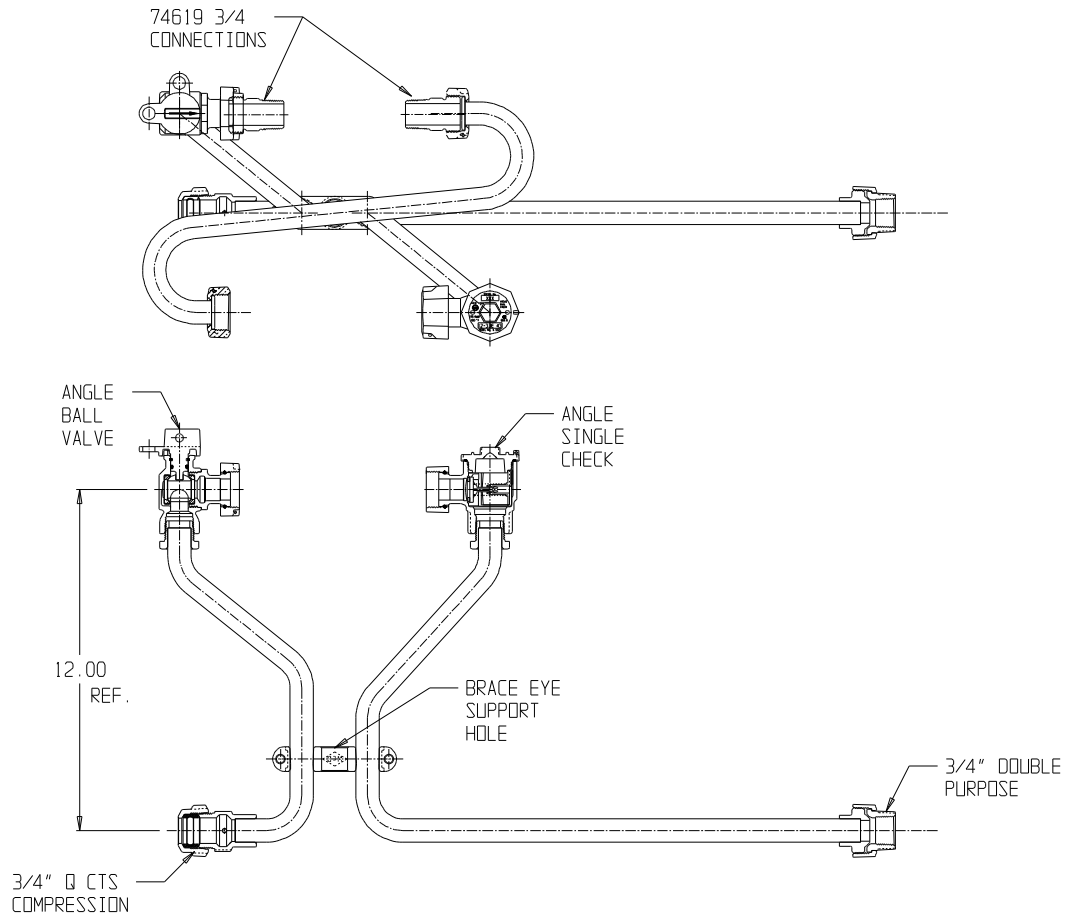 74619 3/4
CONNECTIONS
ANGLE
BALL
VALVE
ANGLE
SINGLE
CHECK
12.00
REF.
BRACE EYE
SUPPORT
HOLE
3/4" DOUBLE
PURPOSE
3/4" Q CTS
COMPRESSION